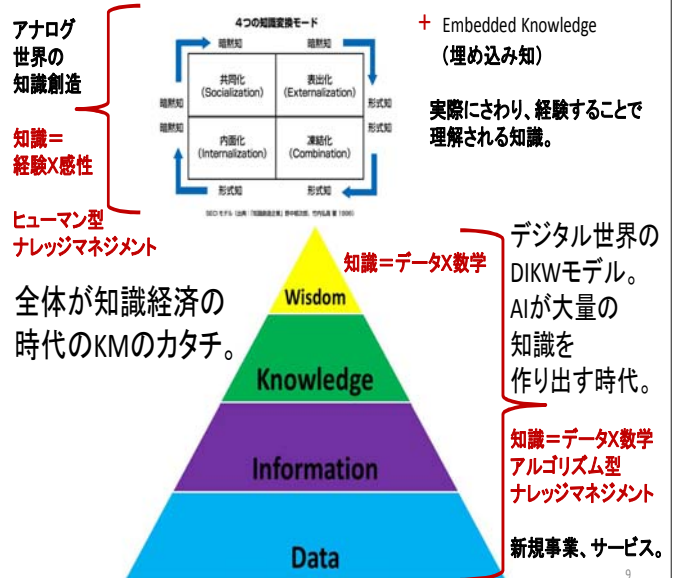 アナログ
世界の
知識創造
知識=
経験X感性
ヒューマン型
ナレッジマネジメント
全体が知識経済の
時代のKMのカタチ。
4つの知識変換モード
暗黙知 暗黙知
暗黙知 共同化 表出化 形式知
(Socialization) (Externalization)
暗黙知 内面化 凍結化 形式知
(Internalization) (Combination)
形式知 形式知
SECIモデル (出典:「知識創造企業」野中郁次郎、竹内弘高 著 1996)
+ Embedded Knowledge
(埋め込み知)
実際にさわり、経験することで
理解される知識。
知識=データX数学
Wisdom
Knowledge
Information
Data
デジタル世界の
DIKWモデル。
AIが大量の
知識を
作り出す時代。
知識=データX数学
アルゴリズム型
ナレッジマネジメント
新規事業、サービス。
9